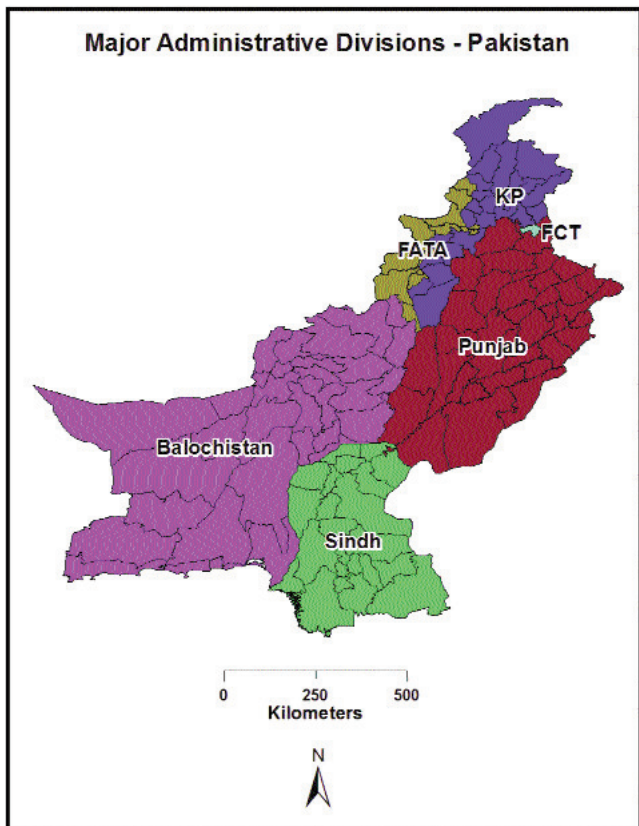 Major Administrative Divisions - Pakistan
KP
FCT
FATA
Punjab
Balochistan
Sindh
0 250 500
Kilometers
N